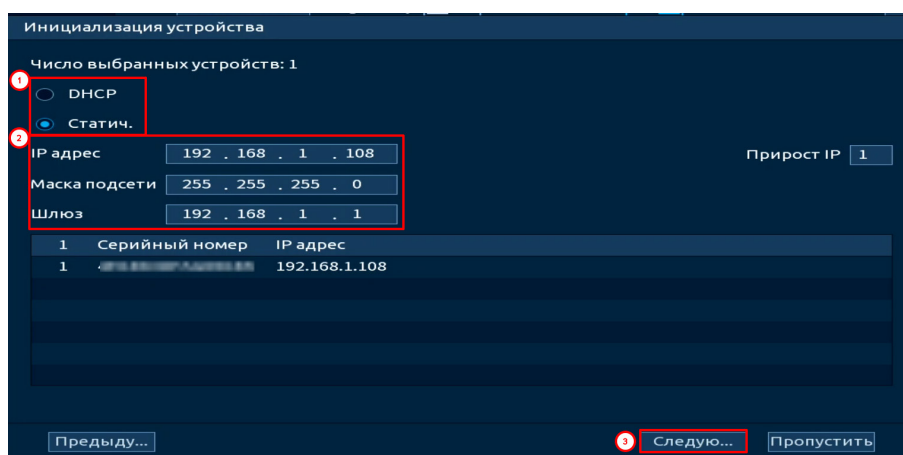 Инициализация устройства
Число выбранных устройств: 1
1
DHCP
Статич.
2
IP адрес 192 . 168 . 1 . 108 Прирост IP 1
Маска подсети 255 . 255 . 255 . 0
Шлюз 192 . 168 . 1 . 1
1 Серийный номер IP адрес
1 192.168.1.108
Предыду... 3 Следую... Пропустить